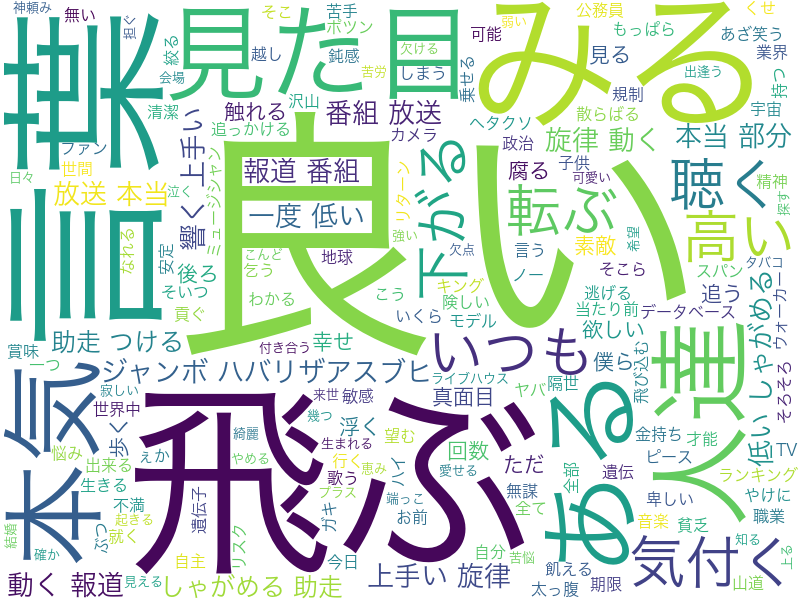 良い
飛ぶ
言葉
みる
見た目
ある
人達
本気
いつも
聴く
高い
転ぶ
下がる
気付く
番組 放送
本当 部分
旋律 動く
報道 番組
一度 低い
放送 本当
響く
上手い
触れる
腐る
素敵
追っかける
後ろ
助走 つける
幸せ
ジャンボ ハバリザアスブヒ
真面目
僕ら
欲しい
追う
低い しゃがめる
動く 報道
しゃがめる 助走
上手い 旋律
神頼み
無い
担ぐ
絞る
会場
越し
そこ
苦手
ポツン
鈍感
苦労
欠ける
しまう
もっぱら
見る
可能
弱い
乗せる
公務員
あざ笑う
業界
くせ
持つ
出逢う
規制
宇宙
散らばる
ヘタクソ
政治
カメラ
沢山
清潔
ファン
世間
日々
泣く
なれる
ミュージシャン
リターン
強い
可愛い
子供
精神
探す
欠点
言う
希望
スパン
タバコ
ウォーカー
そこら
ノー
キング
険しい
逃げる
当たり前
データベース
モデル
いくら
こう
地球
こんど
乞う
わかる
安定
そいつ
貢ぐ
賞味
一つ
付き合う
世界中
寂しい
来世
敏感
ライブハウス
ヤバ
隔世
飛び込む
そろそろ
金持ち
才能
TV
ランキング
ピース
全部
遺伝
卑しい
やけに
職業
音楽
貧乏
知る
上る
山道
期限
飢える
太っ腹
自分
苦悩
無謀
全て
回数
ただ
愛せる
恵み
ハイ
端っこ
お前
望む
浮く
幾つ
生まれる
綺麗
やめる
行く
歌う
プラス
ガキ
今日
リスク
遺伝子
歩く
えか
出来る
悩み
生きる
不満
起きる
就く
ぶつ
確か
結婚
自主
見える